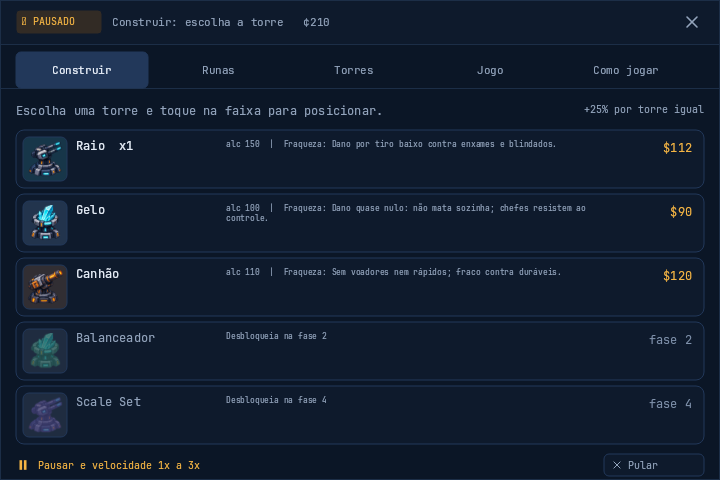 PAUSADO Construir: escolha a torre $210
Construir Runas Torres Jogo Como jogar
Escolha uma torre e toque na faixa para posicionar. +25% por torre igual
Raio x1 alc 150 | Fraqueza: Dano por tiro baixo contra enxames e blindados. $112
Gelo alc 100 | Fraqueza: Dano quase nulo: não mata sozinha; chefes resistem ao $90
controle.
Canhão alc 110 | Fraqueza: Sem voadores nem rápidos; fraco contra duráveis. $120
Balanceador Desbloqueia na fase 2 fase 2
Scale Set Desbloqueia na fase 4 fase 4
Pausar e velocidade 1x a 3x Pular